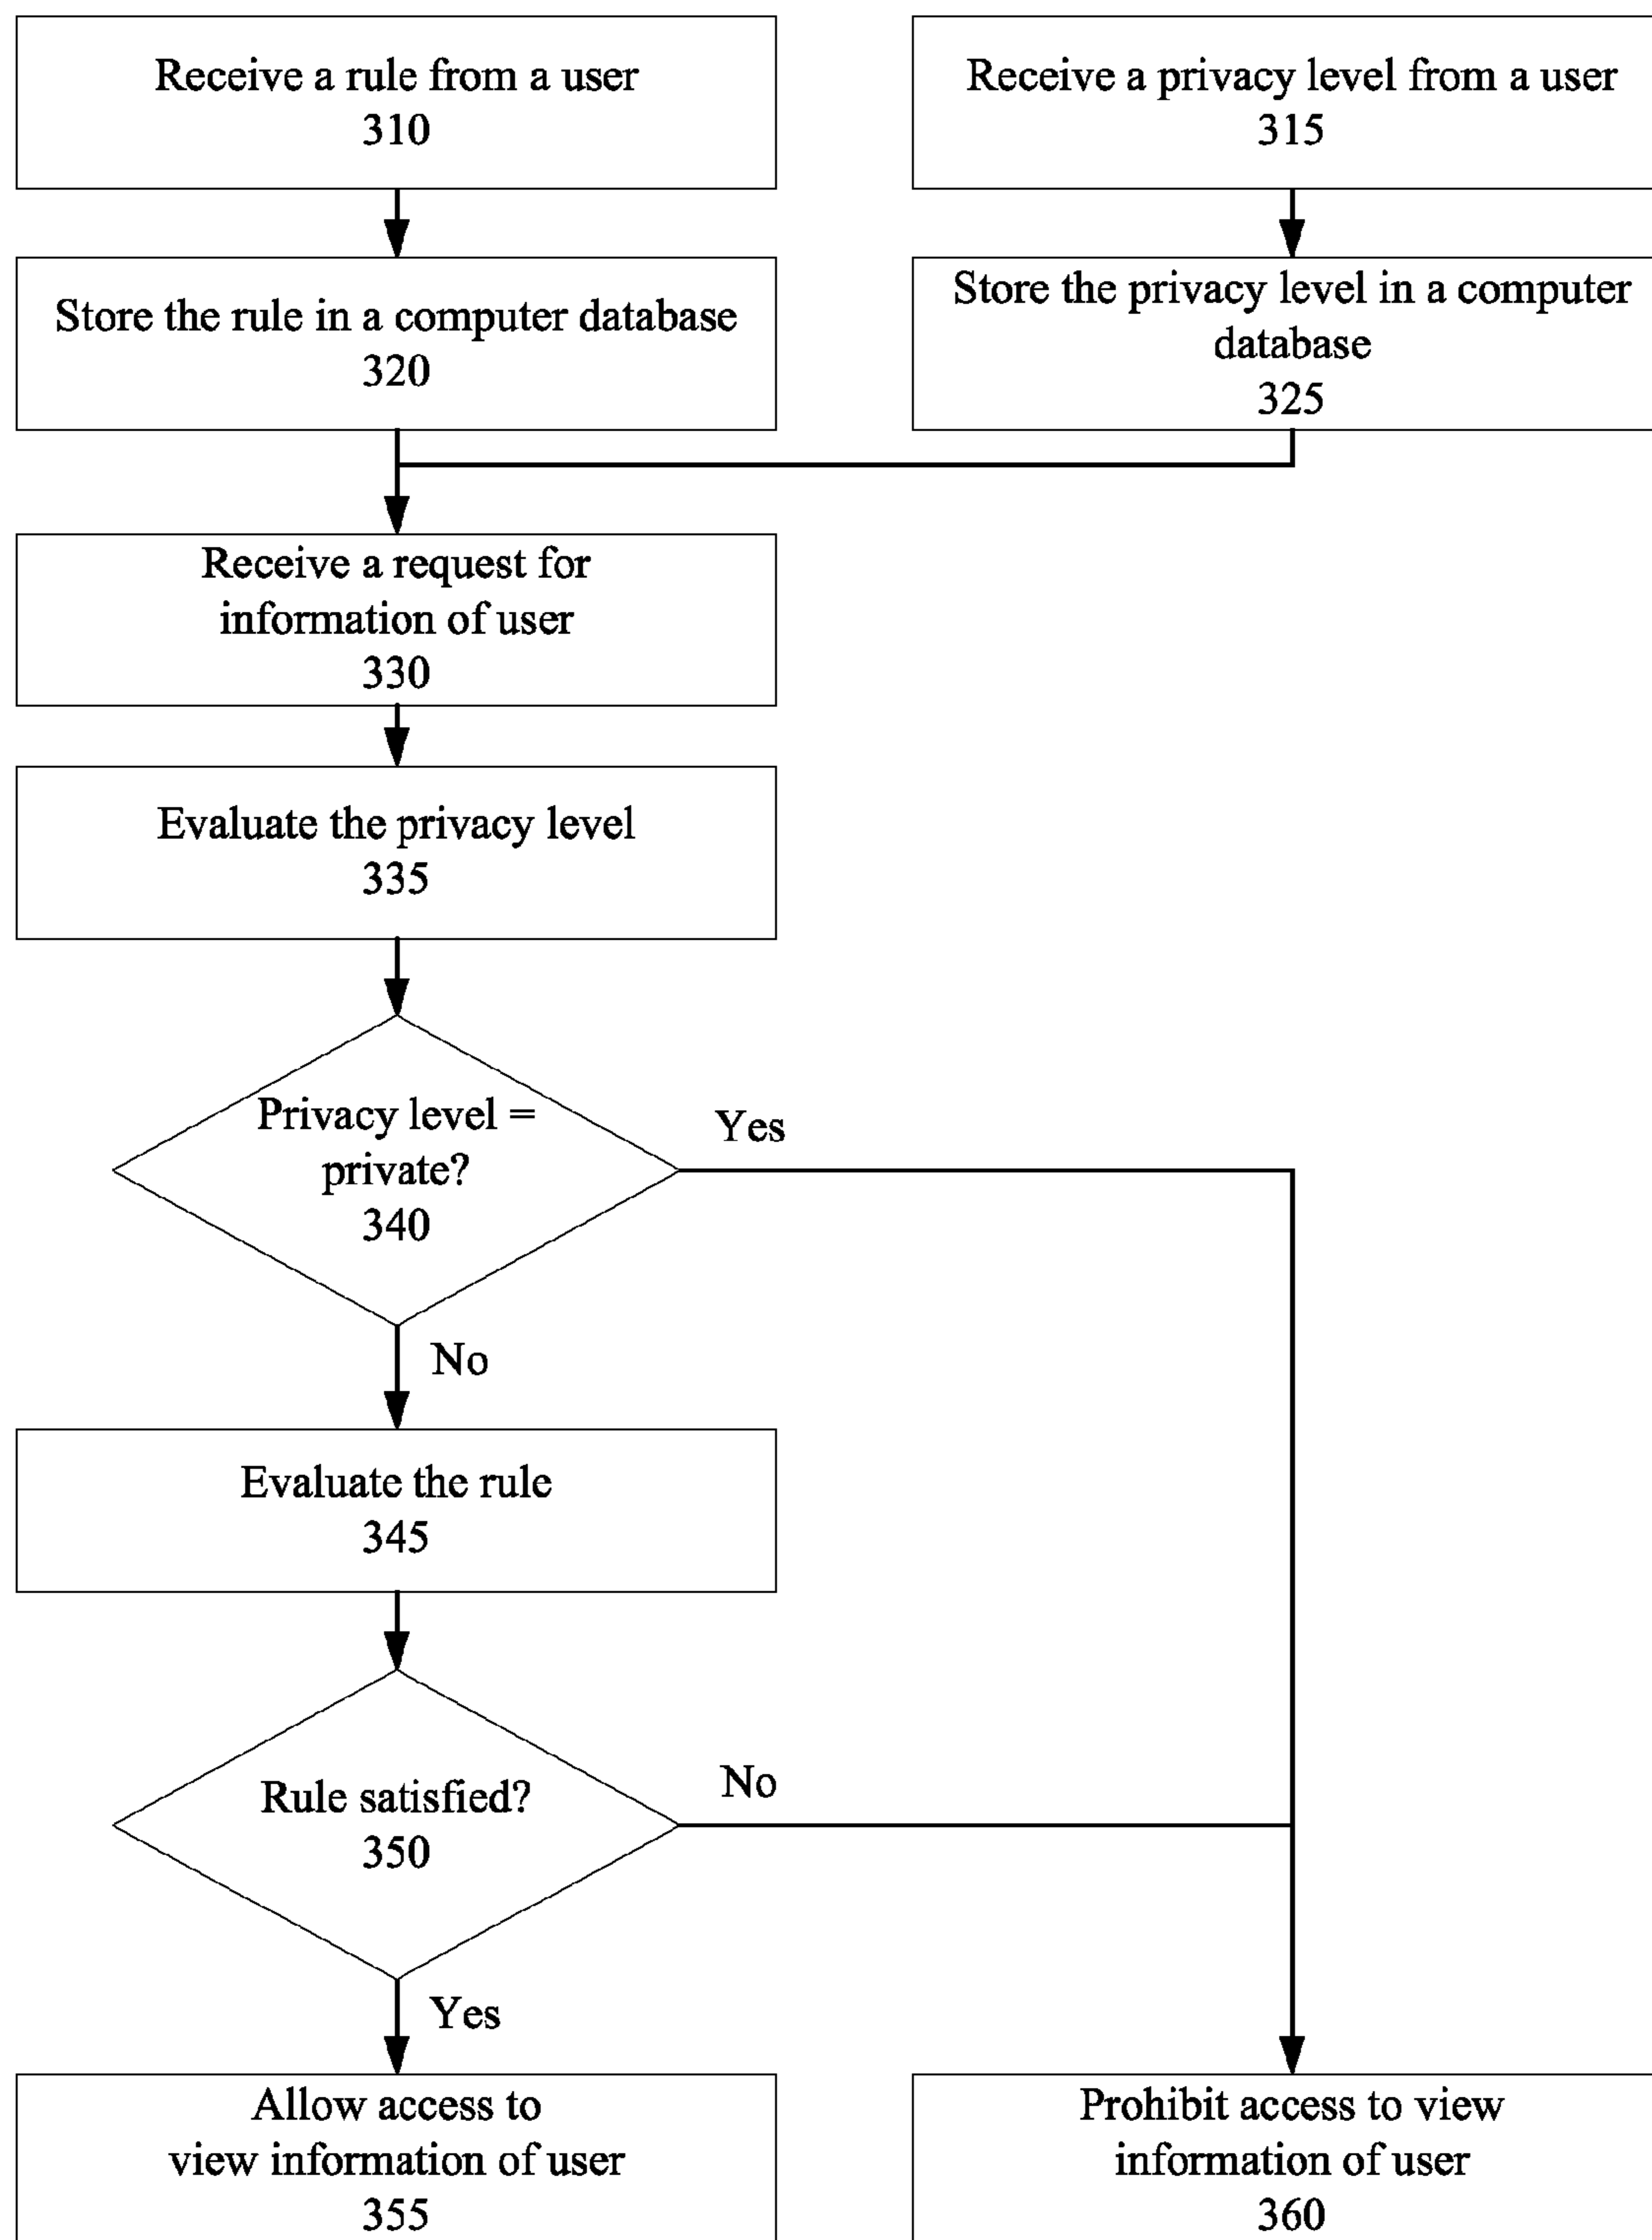 Receive a rule from a user
310
Receive a privacy level from a user
315
Store the rule in a computer database
320
Store the privacy level in a computer
database
325
Receive a request for
information of user
330
Evaluate the privacy level
335
Privacy level =
private?
340
Yes
No
Evaluate the rule
345
Rule satisfied?
350
No
Yes
Allow access to
view information of user
355
Prohibit access to view
information of user
360